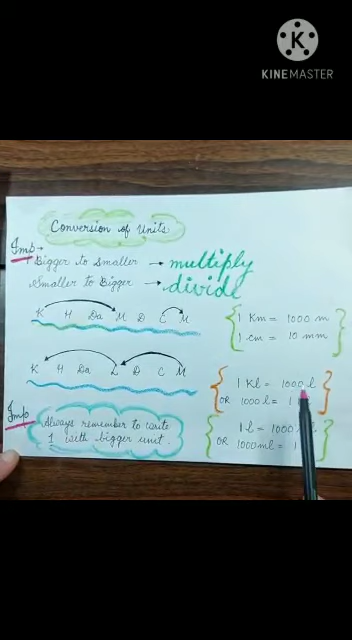 K
KINEMASTER
Conversion of Units
Imp→
Bigger to Smaller → multiply
Smaller to Bigger → divide
K H Da M D C M
1 Km = 1000 m
1 cm = 10 mm
K H Da L D C M
1 Kl = 1000 l
OR 1000 l = 1
Imp
Always remember to write
1 with bigger unit.
1 l = 1000
OR 1000 ml = 1